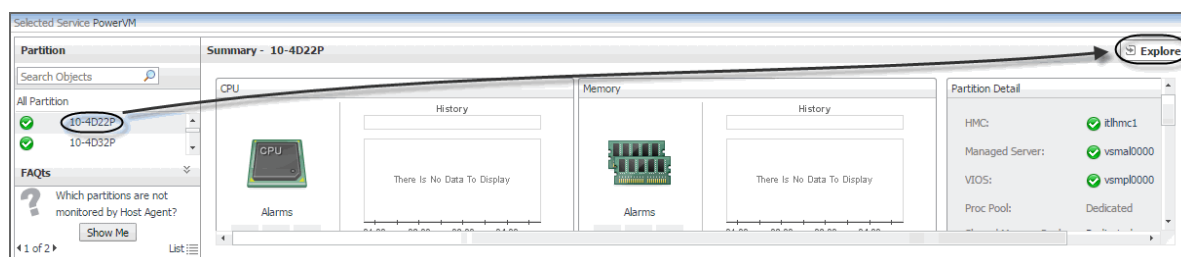 Selected Service PowerVM
Partition
Search Objects
All Partition
10-4D22P
10-4D32P
FAQts
Which partitions are not
monitored by Host Agent?
Show Me
1 of 2
List
Summary - 10-4D22P
Explore
CPU
History
CPU
There Is No Data To Display
Alarms
Memory
History
There Is No Data To Display
Alarms
Partition Detail
HMC: itlhmc1
Managed Server: vsmal0000
VIOS: vsmpl0000
Proc Pool: Dedicated